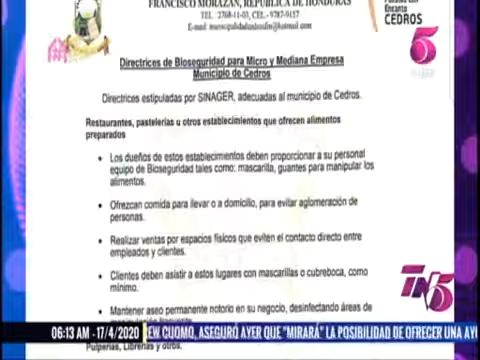 FRANCISCO MORAZAN, REPUBLICA DE HONDURAS
TEL. 2768-11-03, CEL.- 9787-9157
Encanto
CEDROS
5
Directrices de Bioseguridad para Micro y Mediana Empresa
Municipio de Cedros
Directrices estipuladas por SINAGER, adecuadas al municipio de Cedros.
Restaurantes, pastelerías u otros establecimientos que ofrecen alimentos
preparados
• Los dueños de estos establecimientos deben proporcionar a su personal
equipo de Bioseguridad tales como: mascarilla, guantes para manipular los
alimentos.
• Ofrezcan comida para llevar o a domicilio, para evitar aglomeración de
personas.
• Realizar ventas por espacios físicos que eviten el contacto directo entre
empleados y clientes.
• Clientes deben asistir a estos lugares con mascarillas o cubreboca, como
mínimo.
• Mantener aseo permanente notorio en su negocio, desinfectando áreas de
TN5
06:13 AM - 17/4/2020
EW CUOMO, ASEGURÓ AYER QUE "MIRARÁ" LA POSIBILIDAD DE OFRECER UNA AY
Pulperías, Librerías y otros.